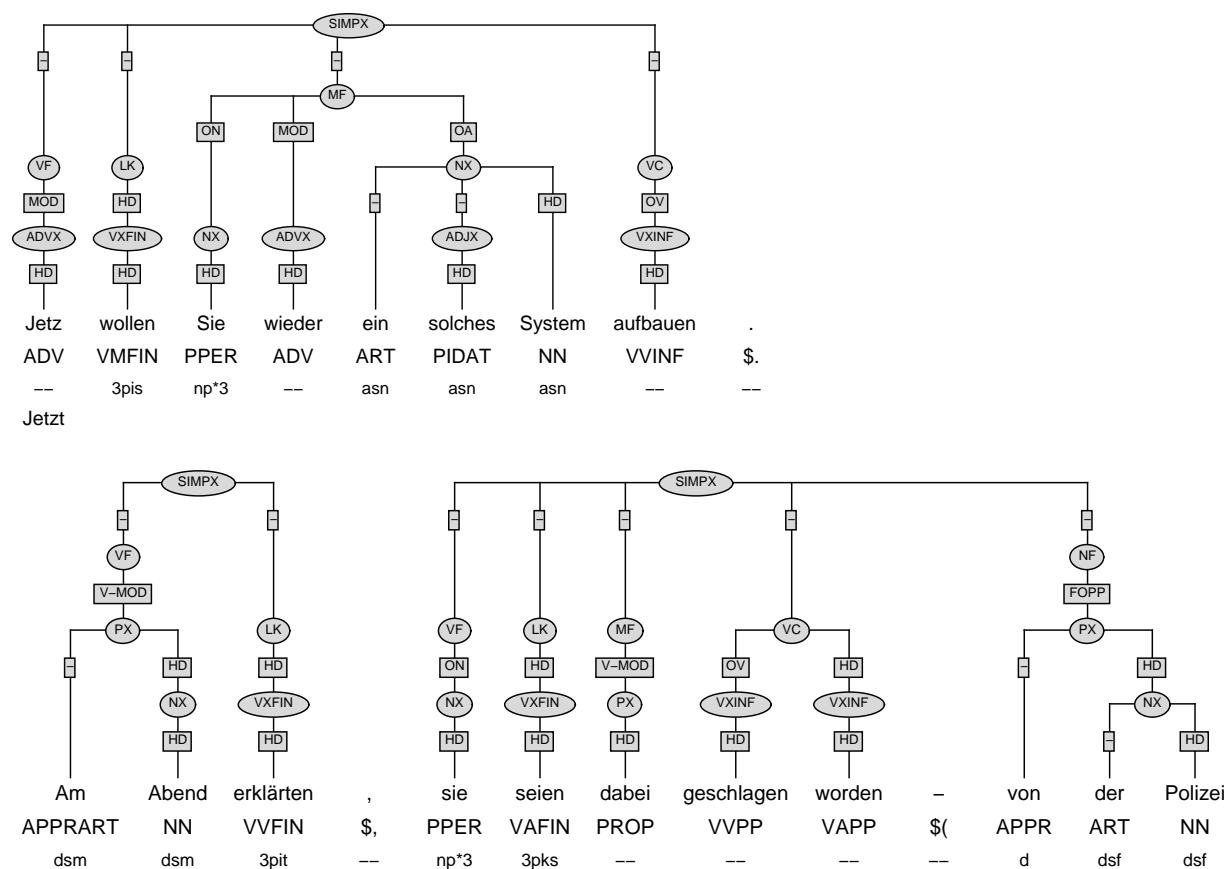 SIMPX
– – – –
MF
ON MOD OA
VF LK NX VC
MOD HD – – HD OV
ADVX VXFIN NX ADVX ADJX VXINF
HD HD HD HD HD HD
Jetz wollen Sie wieder ein solches System aufbauen .
ADV VMFIN PPER ADV ART PIDAT NN VVINF $.
–– 3pis np*3 –– asn asn asn –– ––
Jetzt
SIMPX SIMPX
– – – – – – –
VF NF
V–MOD FOPP
PX LK VF LK MF VC PX
– HD HD ON HD V–MOD OV HD – HD
NX VXFIN NX VXFIN PX VXINF VXINF NX
HD HD HD HD HD HD HD – HD
Am Abend erklärten , sie seien dabei geschlagen worden – von der Polizei
APPRART NN VVFIN $, PPER VAFIN PROP VVPP VAPP $( APPR ART NN
dsm dsm 3pit –– np*3 3pks –– –– –– –– d dsf dsf